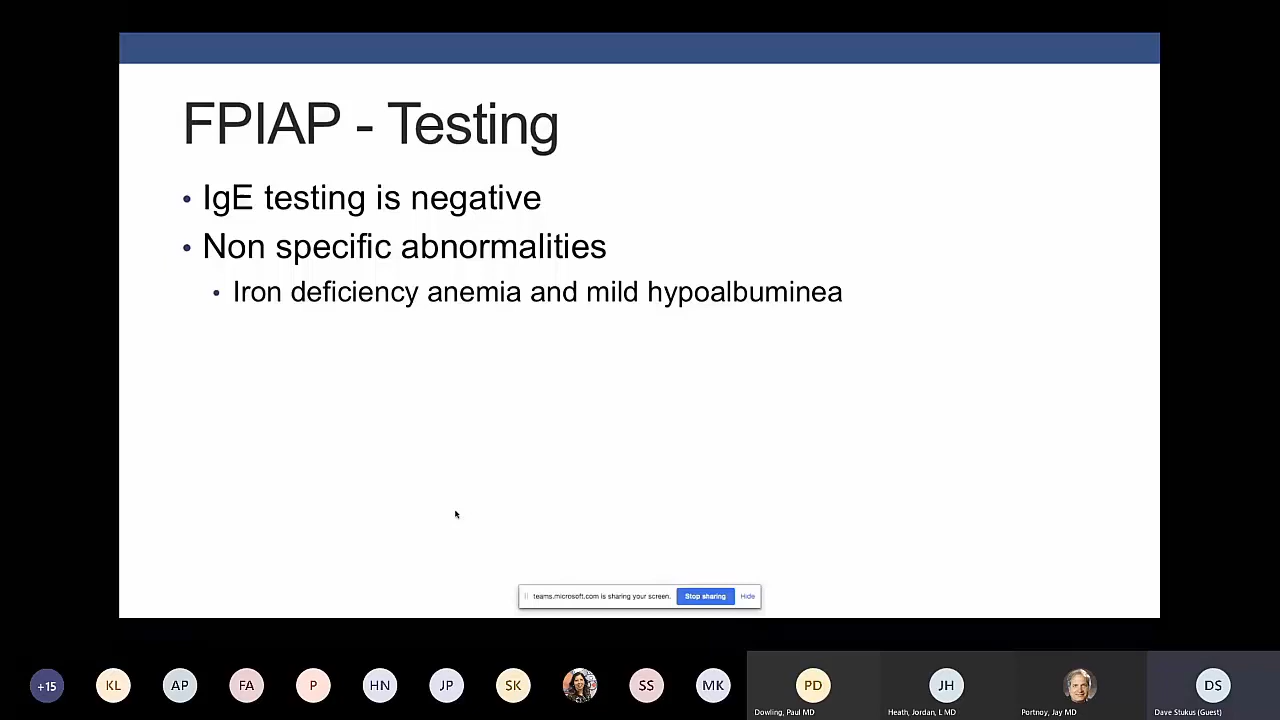 FPIAP - Testing
• IgE testing is negative
• Non specific abnormalities
• Iron deficiency anemia and mild hypoalbuminea
teams.microsoft.com is sharing your screen. Stop sharing Hide
+15 KL AP FA P HN JP SK SS MK PD JH DS
Dowling, Paul MD Heath, Jordan, L MD Portnoy, Jay MD Dave Stukus (Guest)